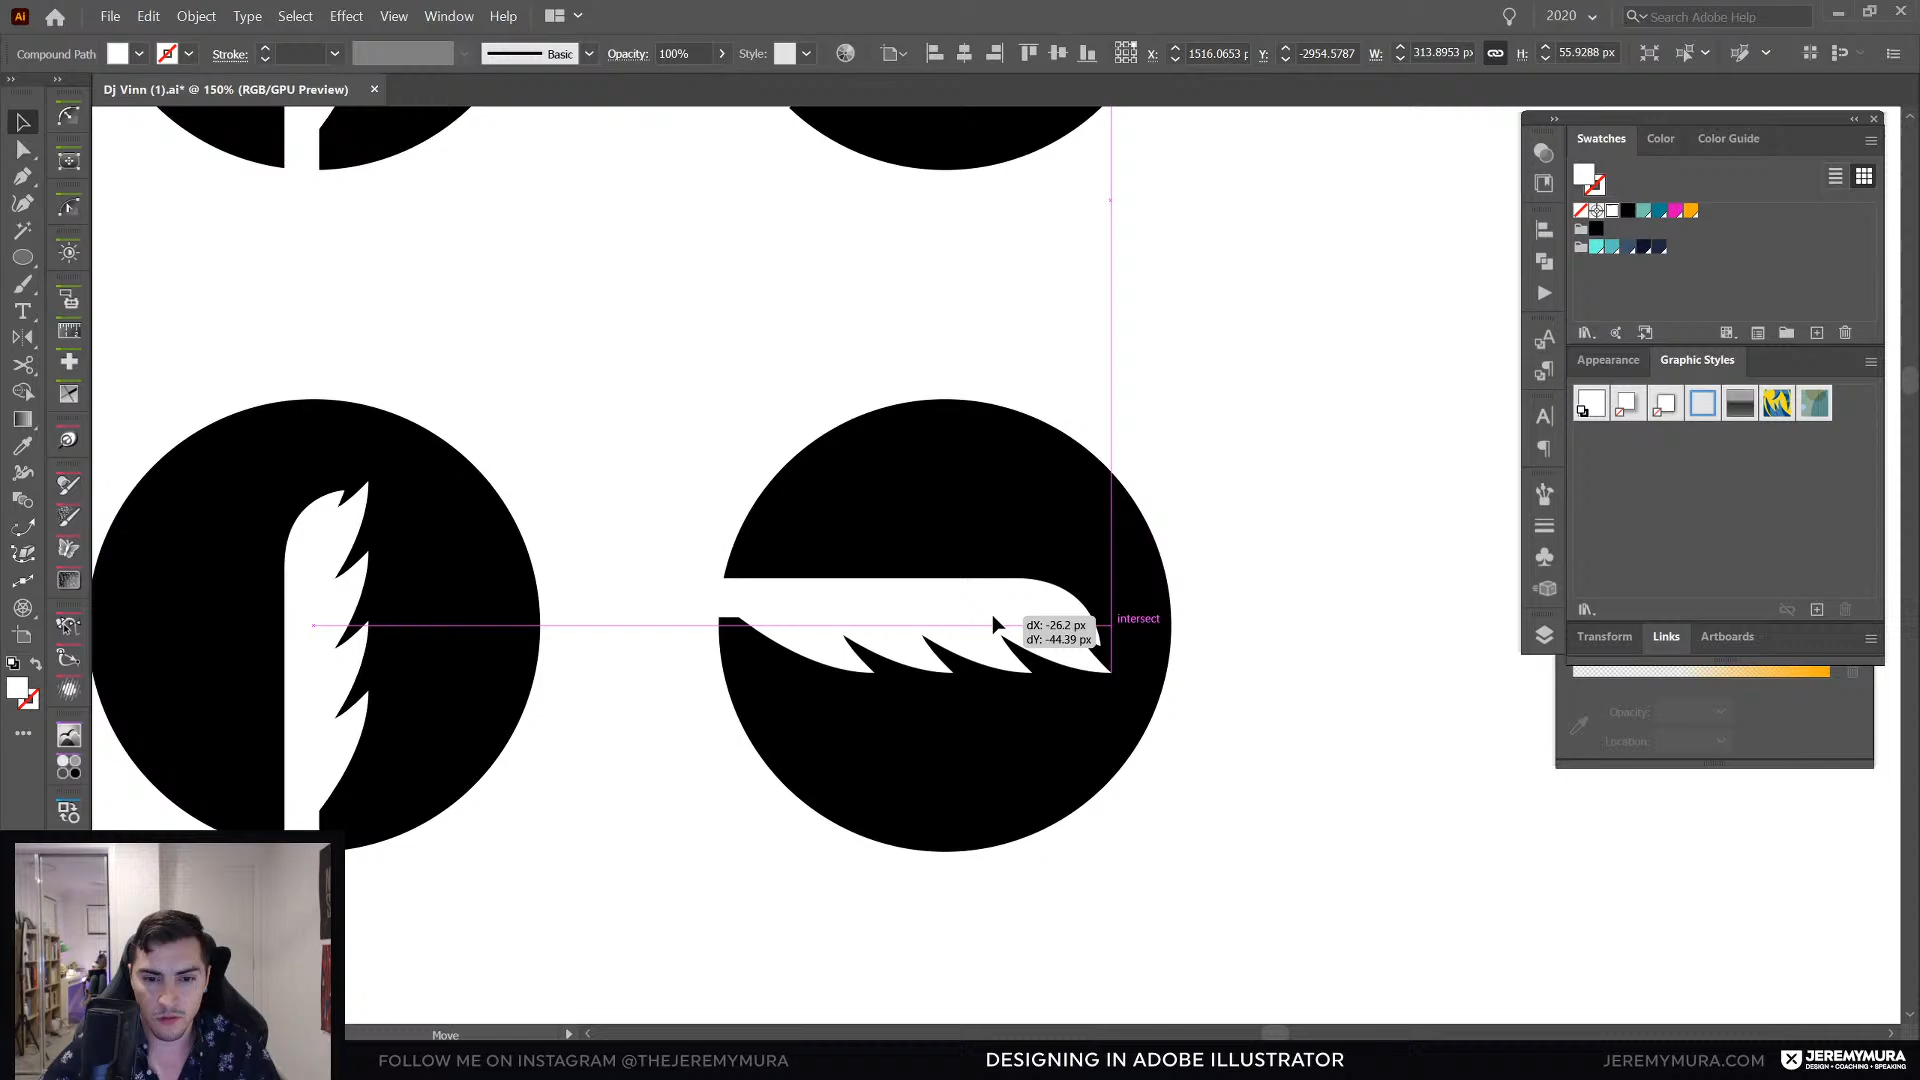 Ai File Edit Object Type Select Effect View Window Help 2020 Search Adobe Help
Compound Path Stroke: Basic Opacity: 100% Style: X: 1516.0653 Y: -2954.5787 W: 313.8953 px H: 55.9288 px
Dj Vinn (1).ai* @ 150% (RGB/GPU Preview)
Swatches Color Color Guide
Appearance Graphic Styles
intersect
dX: -26.2 px
dY: -44.39 px
Transform Links Artboards
Opacity:
Location:
Move
FOLLOW ME ON INSTAGRAM @THEJEREMYMURA DESIGNING IN ADOBE ILLUSTRATOR JEREMYMURA.COM JEREMYMURA
DESIGN • COACHING • SPEAKING